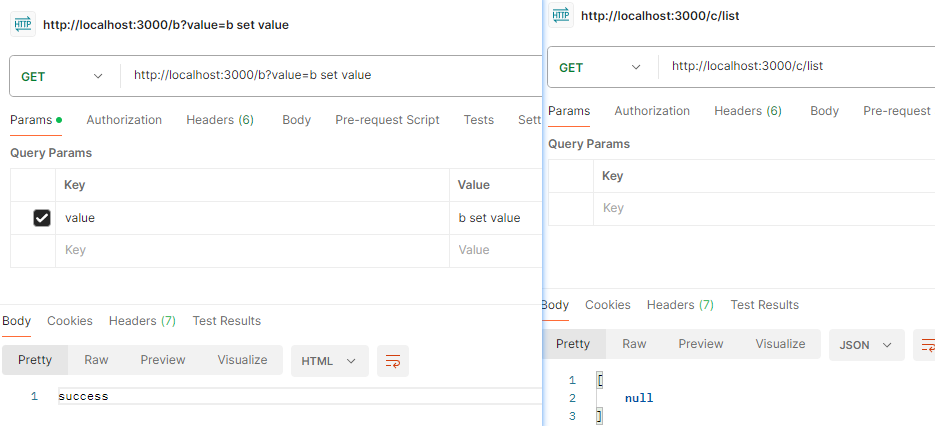 HTTP http://localhost:3000/b?value=b set value
GET http://localhost:3000/b?value=b set value
Params Authorization Headers (6) Body Pre-request Script Tests Sett
Query Params
Key Value
value b set value
Key Value
Body Cookies Headers (7) Test Results
Pretty Raw Preview Visualize HTML
1 success
HTTP http://localhost:3000/c/list
GET http://localhost:3000/c/list
Params Authorization Headers (6) Body Pre-request
Query Params
Key
Key
Body Cookies Headers (7) Test Results
Pretty Raw Preview Visualize JSON
1 [
2 null
3 ]